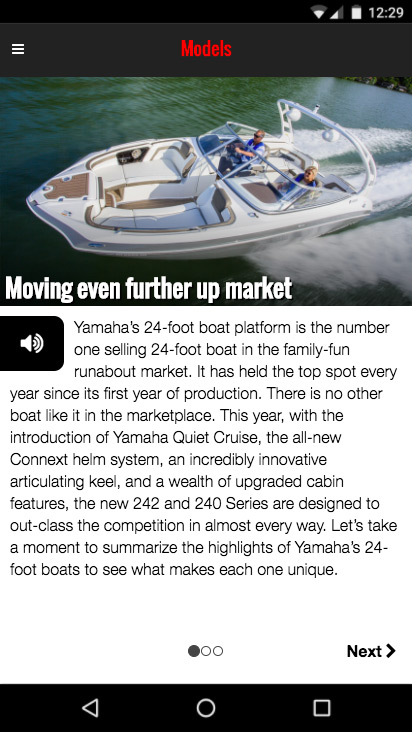 12:29
Models
Moving even further up market
Yamaha’s 24-foot boat platform is the number
one selling 24-foot boat in the family-fun
runabout market. It has held the top spot every
year since its first year of production. There is no other
boat like it in the marketplace. This year, with the
introduction of Yamaha Quiet Cruise, the all-new
Connext helm system, an incredibly innovative
articulating keel, and a wealth of upgraded cabin
features, the new 242 and 240 Series are designed to
out-class the competition in almost every way. Let’s take
a moment to summarize the highlights of Yamaha’s 24-
foot boats to see what makes each one unique.
Next